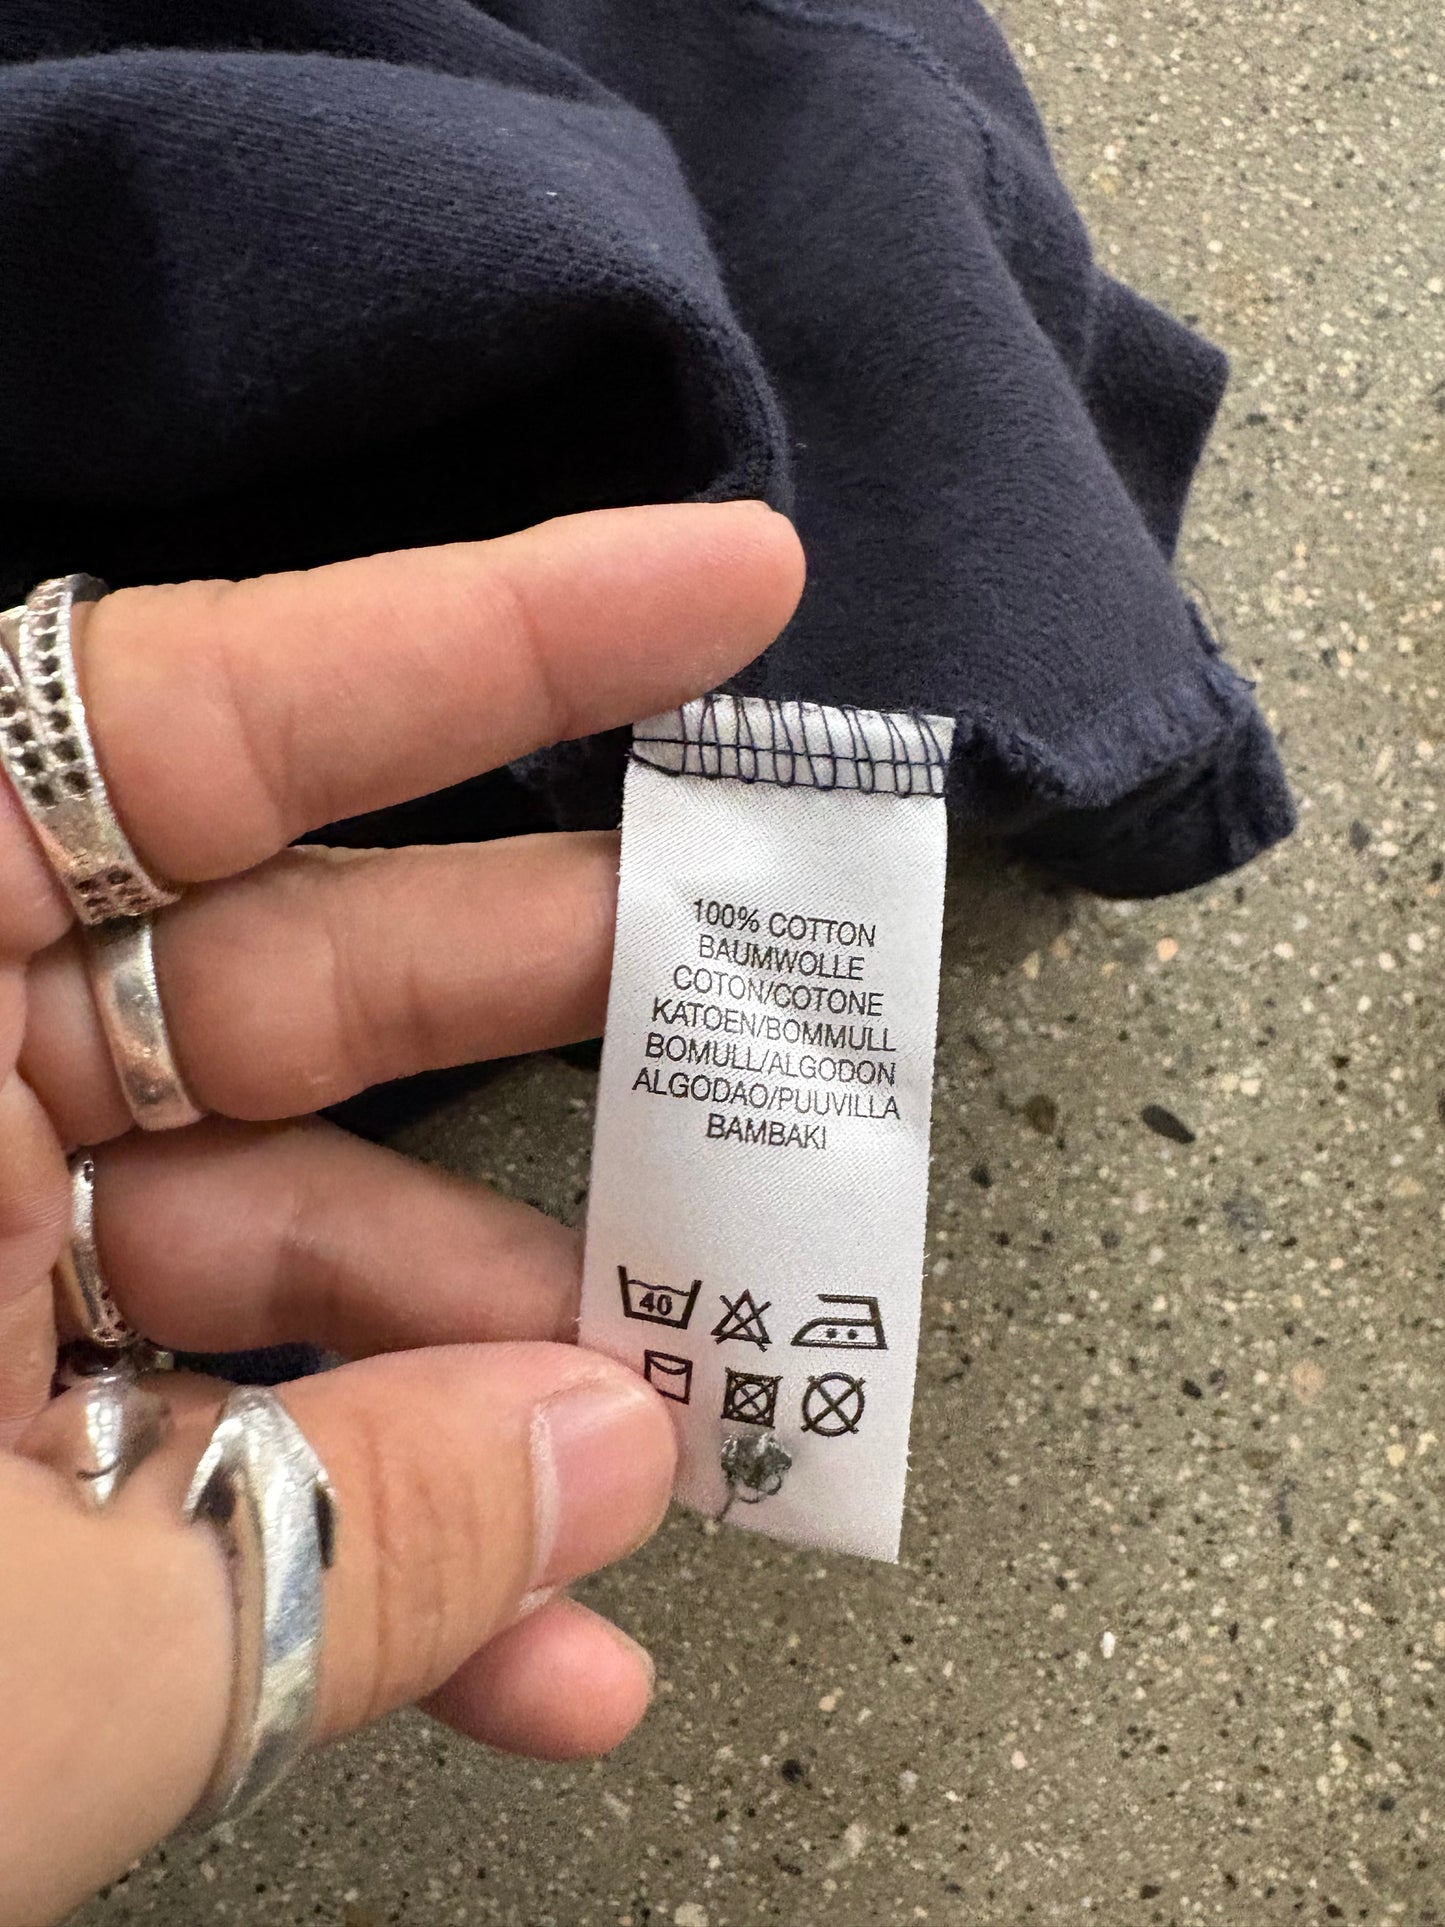 100% COTTON
BAUMWOLLE
COTON/COTONE
KATOEN/BOMMULL
BOMULL/ALGODON
ALGODAO/PUUVILLA
BAMBAKI
40